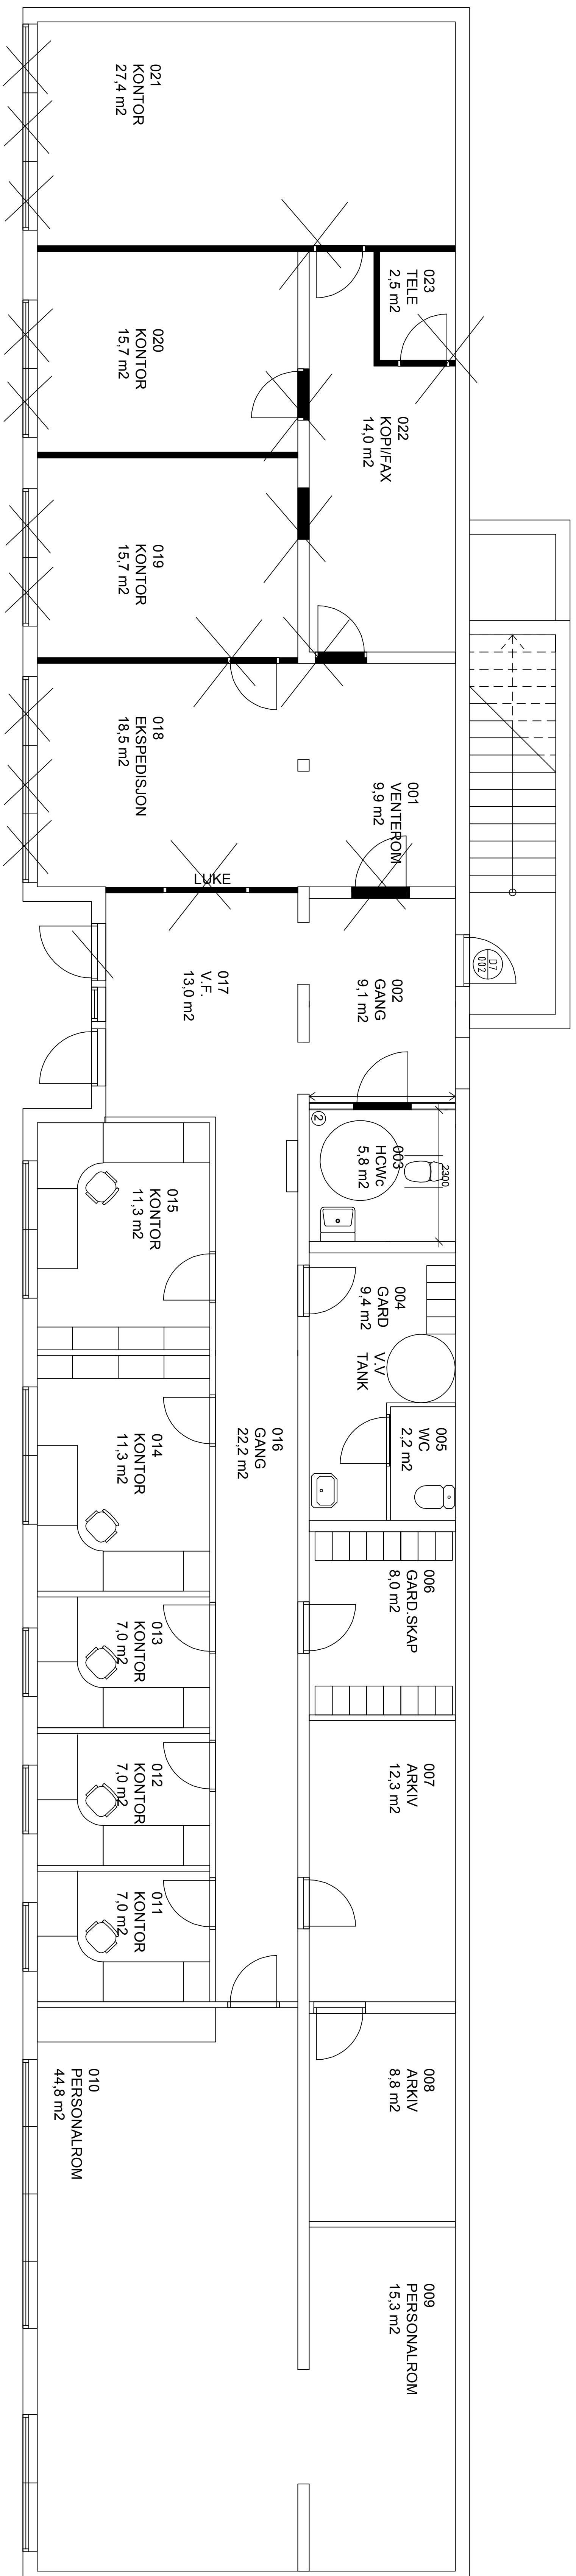 021
KONTOR
27,4 m2
023
TELE
2,5 m2
020
KONTOR
15,7 m2
022
KOPI/FAX
14,0 m2
019
KONTOR
15,7 m2
018
EKSPEDISJON
18,5 m2
001
VENTEROM
9,9 m2
LUKE
017
V.F.
13,0 m2
002
GANG
9,1 m2
D7
002
2
003
HCWc
5,8 m2
2300
015
KONTOR
11,3 m2
004
GARD
9,4 m2
V.V
TANK
014
KONTOR
11,3 m2
016
GANG
22,2 m2
005
WC
2,2 m2
006
GARD.SKAP
8,0 m2
013
KONTOR
7,0 m2
012
KONTOR
7,0 m2
007
ARKIV
12,3 m2
011
KONTOR
7,0 m2
008
ARKIV
8,8 m2
010
PERSONALROM
44,8 m2
009
PERSONALROM
15,3 m2